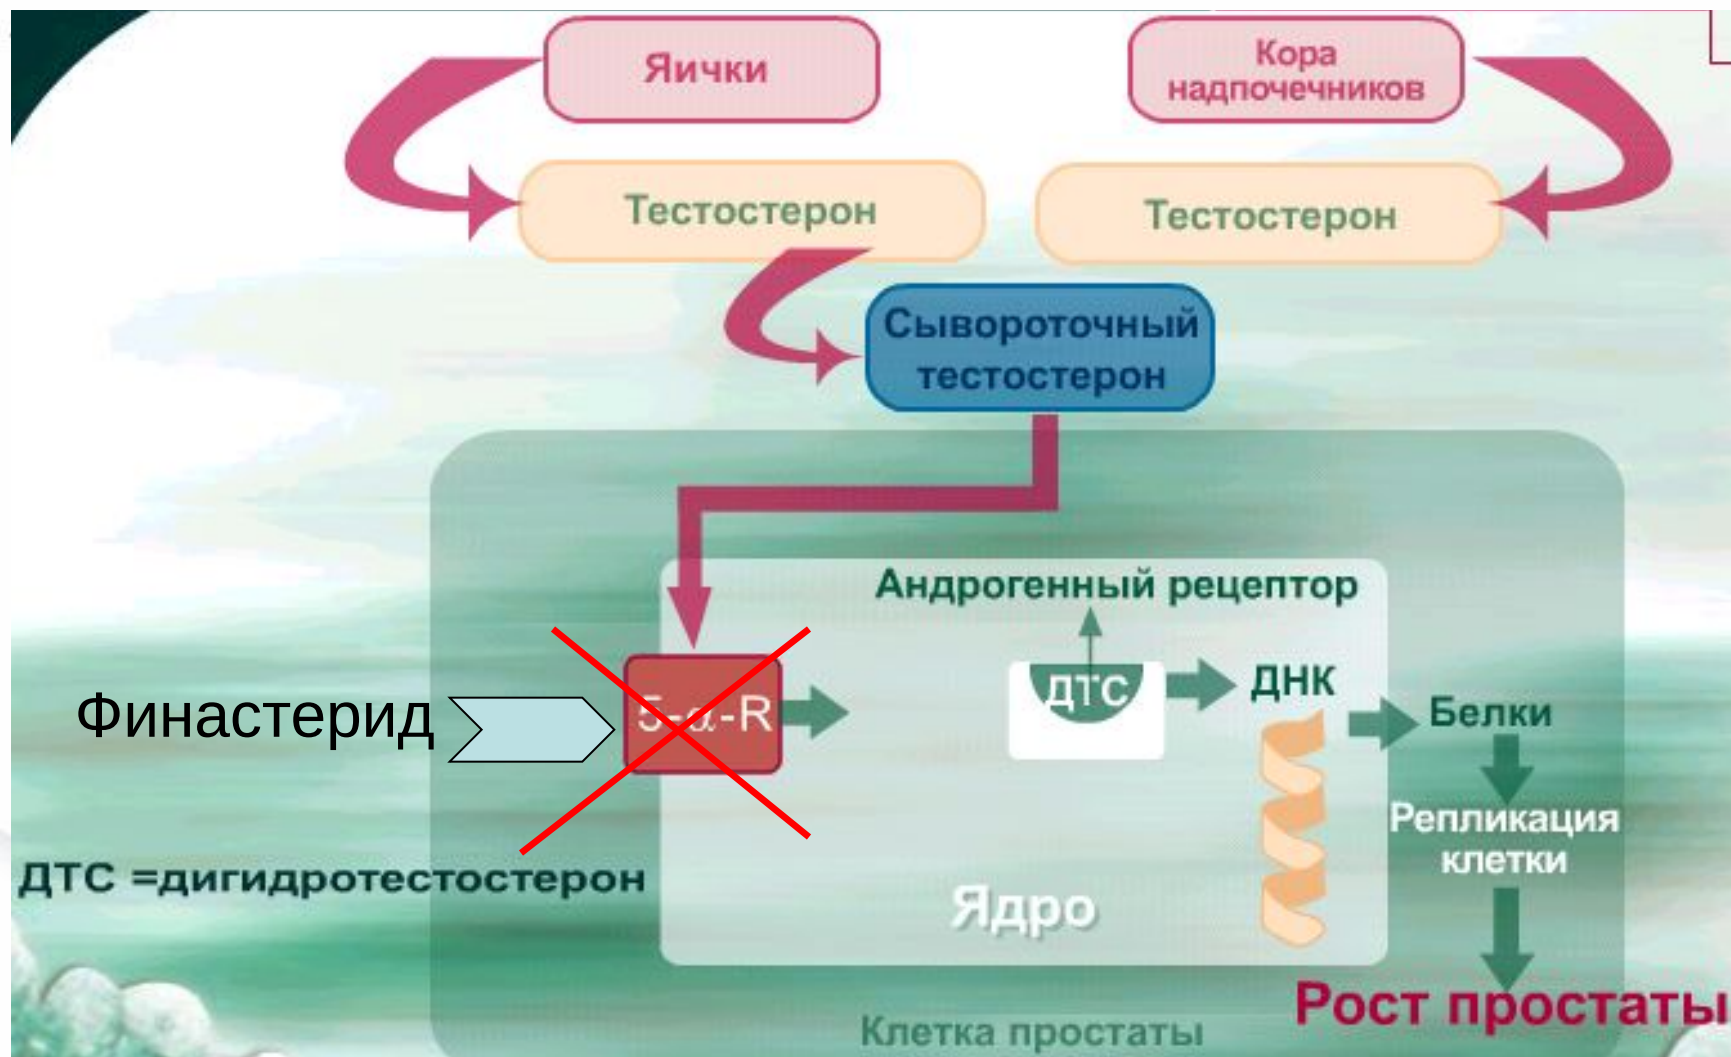 Яички
Кора
надпочечников
Тестостерон
Тестостерон
Сывороточный
тестостерон
Андрогенный рецептор
ДТС
ДНК
Финастерид
5-α-R
Белки
Репликация
клетки
ДТС =дигидротестостерон
Ядро
Рост простаты
Клетка простаты